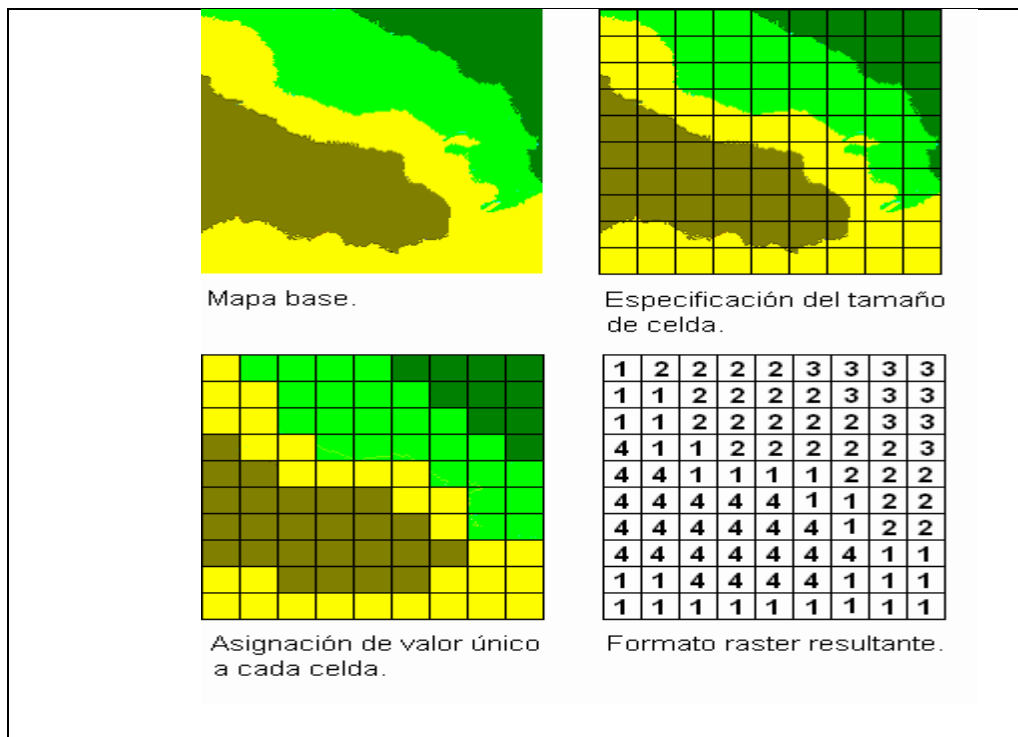 Mapa base.
Especificación del tamaño
de celda.
1 2 2 2 2 3 3 3 3
1 1 2 2 2 2 3 3 3
1 1 2 2 2 2 2 3 3
4 1 1 2 2 2 2 2 3
4 4 1 1 1 1 2 2 2
4 4 4 4 4 1 1 2 2
4 4 4 4 4 4 1 2 2
4 4 4 4 4 4 4 1 1
1 1 4 4 4 4 1 1 1
1 1 1 1 1 1 1 1 1
Asignación de valor único
a cada celda.
Formato raster resultante.